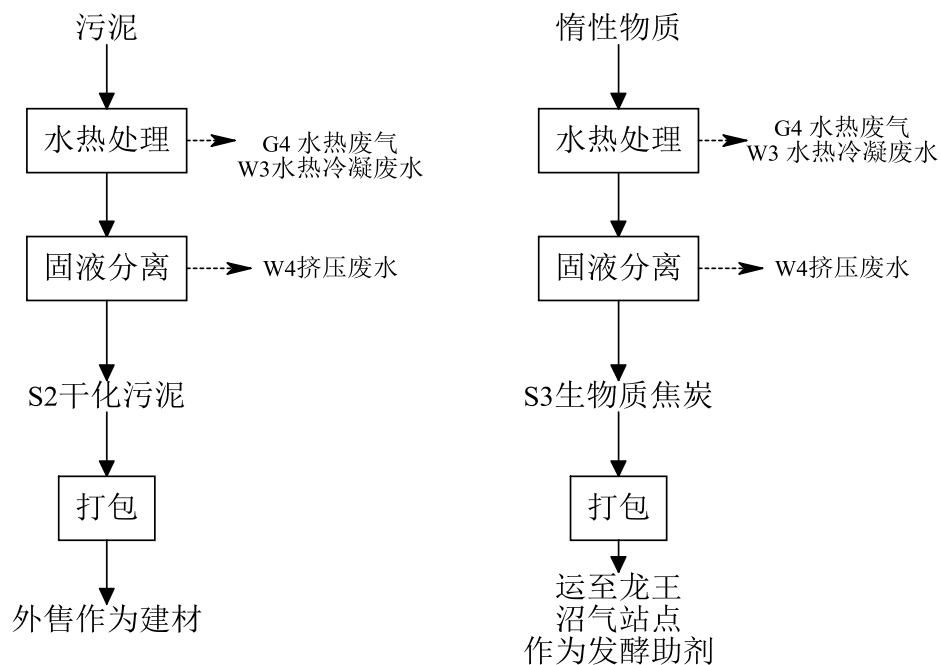 污泥
水热处理
G4 水热废气
W3水热冷凝废水
固液分离
W4挤压废水
S2干化污泥
打包
外售作为建材
惰性物质
水热处理
G4 水热废气
W3 水热冷凝废水
固液分离
W4挤压废水
S3生物质焦炭
打包
运至龙王
沼气站点
作为发酵助剂